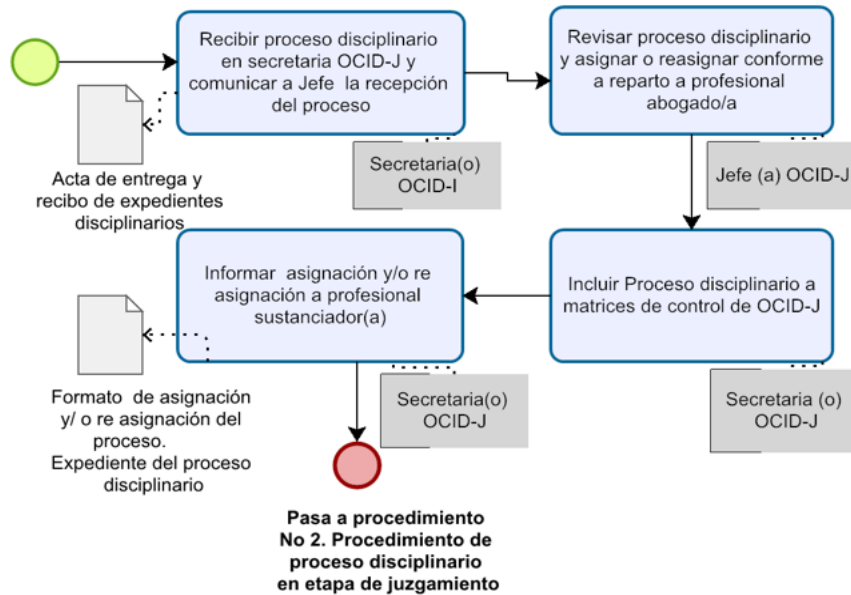 Recibir proceso disciplinario
en secretaria OCID-J y
comunicar a Jefe la recepción
del proceso
Acta de entrega y
recibo de expedientes
disciplinarios
Secretaria(o)
OCID-I
Revisar proceso disciplinario
y asignar o reasignar conforme
a reparto a profesional
abogado/a
Jefe (a) OCID-J
Incluir Proceso disciplinario a
matrices de control de OCID-J
Secretaria (o)
OCID-J
Informar asignación y/o re
asignación a profesional
sustanciador(a)
Formato de asignación
y/ o re asignación del
proceso.
Expediente del proceso
disciplinario
Secretaria(o)
OCID-J
Pasa a procedimiento
No 2. Procedimiento de
proceso disciplinario
en etapa de juzgamiento